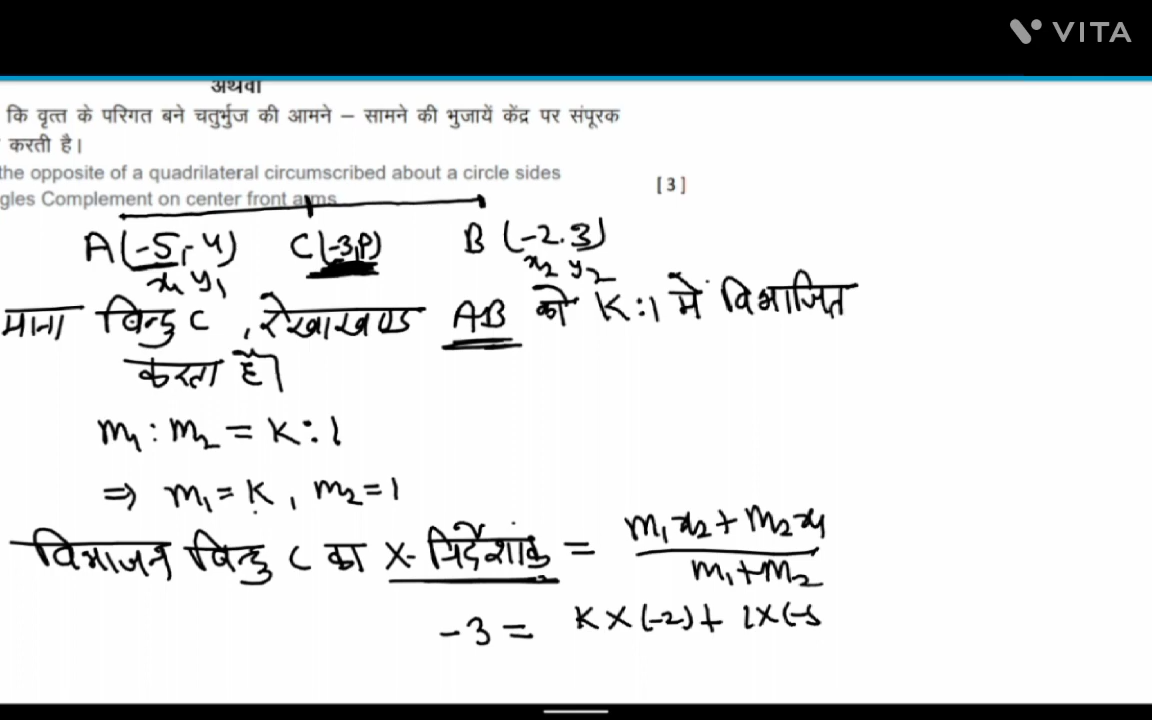 VITA
अथवा
कि वृत्त के परिगत बने चतुर्भुज की आमने – सामने की भुजायें केंद्र पर संपूरक
करती है।
the opposite of a quadrilateral circumscribed about a circle sides
gles Complement on center front arms
[3]
A(-5,-4) C(-3,P) B (-2.3)
x₁ y₁ x₂ y₂
माना बिन्दु C , रेखाखण्ड AB को K:1 में विभाजित
करता है।
m₁ : m₂ = K : 1
⇒ m₁ = K , m₂ = 1
विभाजन बिन्दु C का X- निर्देशांक = m₁x₂ + m₂x₁
m₁+m₂
-3 = K X (-2) + 1X(-5